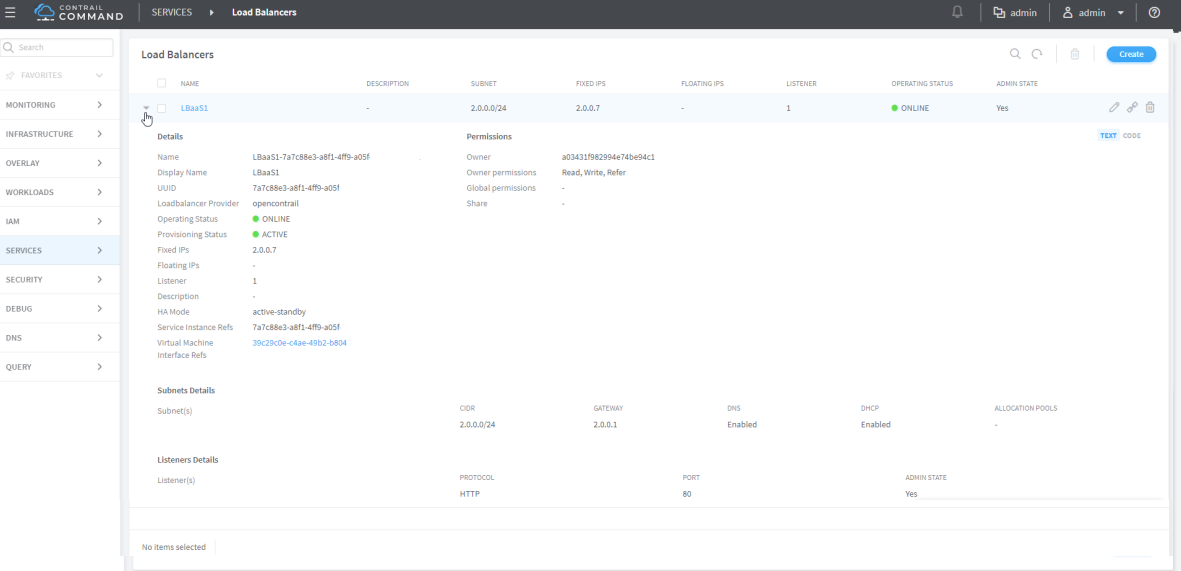 CONTRAIL
COMMAND
SERVICES Load Balancers admin admin
Search
FAVORITES
MONITORING
INFRASTRUCTURE
OVERLAY
WORKLOADS
IAM
SERVICES
SECURITY
DEBUG
DNS
QUERY
Load Balancers Create
NAME DESCRIPTION SUBNET FIXED IPS FLOATING IPS LISTENER OPERATING STATUS ADMIN STATE
LBaaS1 - 2.0.0.0/24 2.0.0.7 - 1 ONLINE Yes
Details Permissions TEXT CODE
Name LBaaS1-7a7c88e3-a8f1-4ff9-a05f Owner a03431f982994e74be94c1
Display Name LBaaS1 Owner permissions Read, Write, Refer
UUID 7a7c88e3-a8f1-4ff9-a05f Global permissions -
Loadbalancer Provider opencontrail Share -
Operating Status ONLINE
Provisioning Status ACTIVE
Fixed IPs 2.0.0.7
Floating IPs -
Listener 1
Description -
HA Mode active-standby
Service Instance Refs 7a7c88e3-a8f1-4ff9-a05f
Virtual Machine 39c29c0e-c4ae-49b2-b804
Interface Refs
Subnets Details
Subnet(s) CIDR GATEWAY DNS DHCP ALLOCATION POOLS
2.0.0.0/24 2.0.0.1 Enabled Enabled -
Listeners Details
Listener(s) PROTOCOL PORT ADMIN STATE
HTTP 80 Yes
No items selected